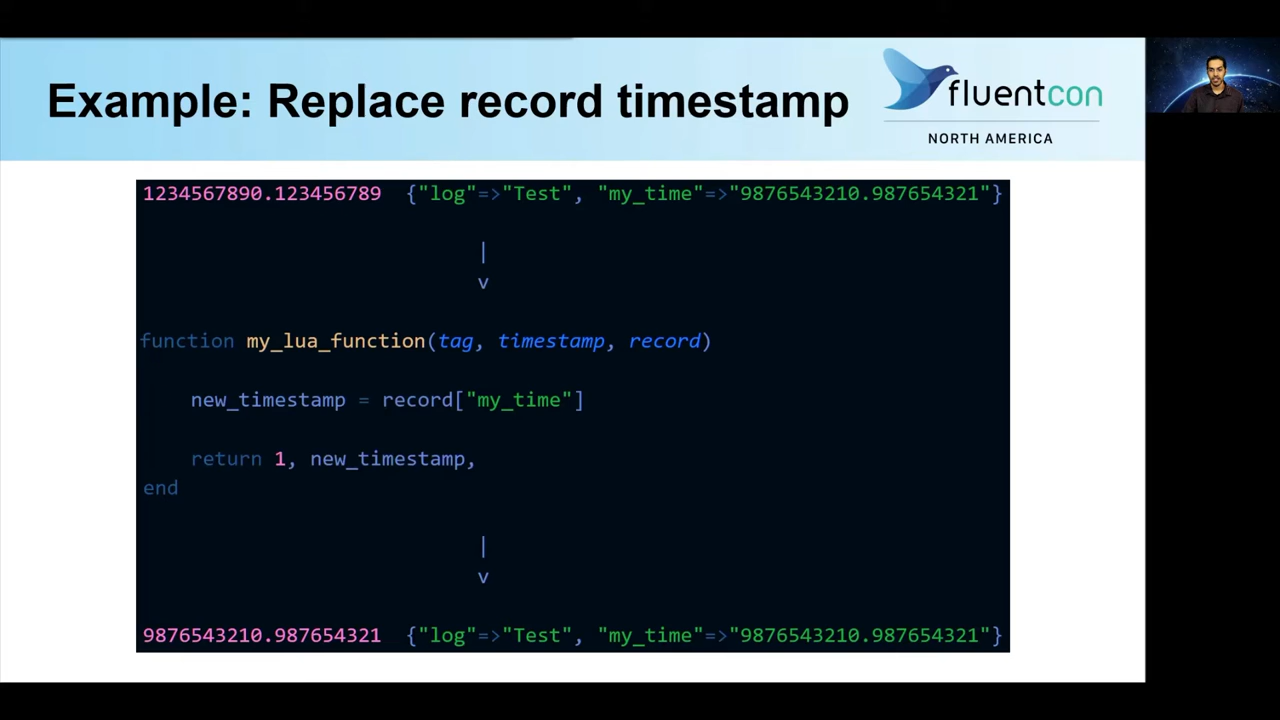 Example: Replace record timestamp
fluentcon
NORTH AMERICA
1234567890.123456789  {"log"=>"Test", "my_time"=>"9876543210.987654321"}
|
v
function my_lua_function(tag, timestamp, record)
new_timestamp = record["my_time"]
return 1, new_timestamp,
end
|
v
9876543210.987654321  {"log"=>"Test", "my_time"=>"9876543210.987654321"}